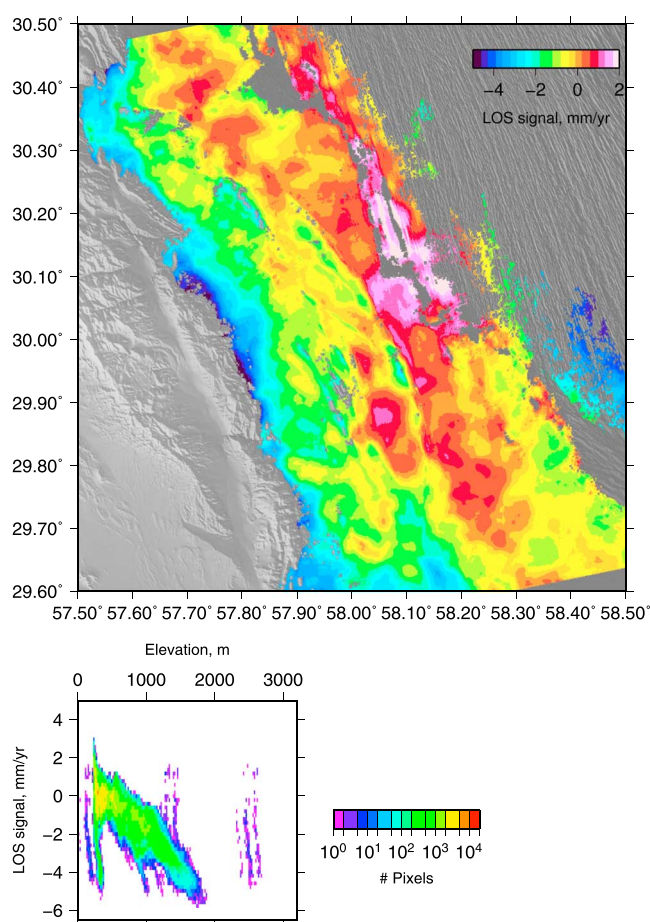 30.50°
30.40°
30.30°
30.20°
30.10°
30.00°
29.90°
29.80°
29.70°
29.60°
−4 −2 0 2
LOS signal, mm/yr
57.50° 57.60° 57.70° 57.80° 57.90° 58.00° 58.10° 58.20° 58.30° 58.40° 58.50°
Elevation, m
0 1000 2000 3200
LOS signal, mm/yr
4
2
0
−2
−4
−6
10⁰ 10¹ 10² 10³ 10⁴
# Pixels